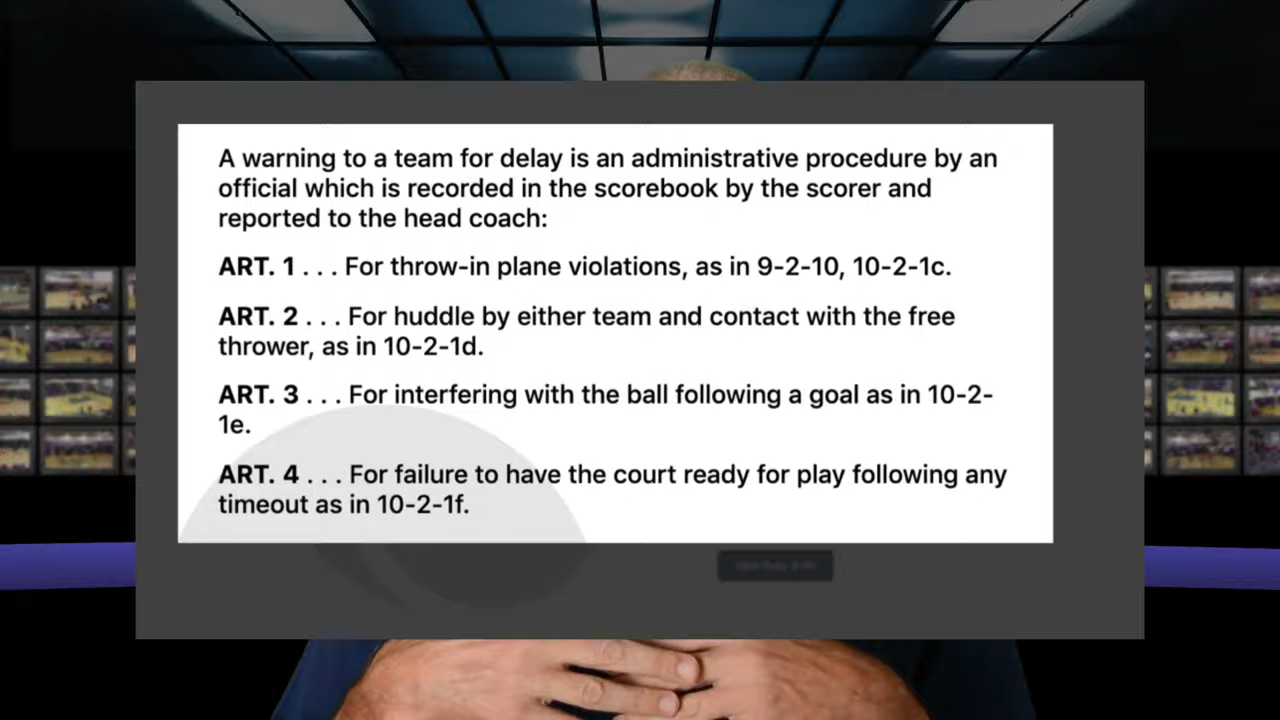 A warning to a team for delay is an administrative procedure by an
official which is recorded in the scorebook by the scorer and
reported to the head coach:
ART. 1 . . . For throw-in plane violations, as in 9-2-10, 10-2-1c.
ART. 2 . . . For huddle by either team and contact with the free
thrower, as in 10-2-1d.
ART. 3 . . . For interfering with the ball following a goal as in 10-2-
1e.
ART. 4 . . . For failure to have the court ready for play following any
timeout as in 10-2-1f.